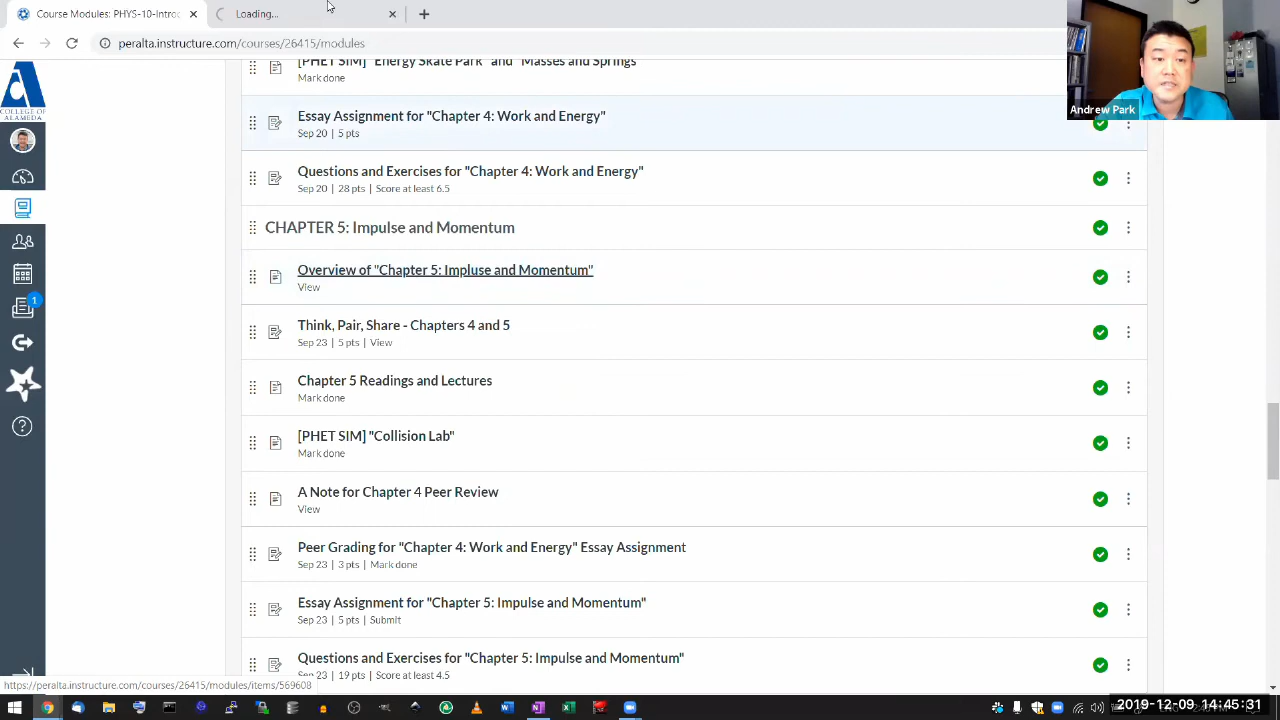 Course Modules: PHYS-10-Introd
Loading...
peralta.instructure.com/courses/26415/modules
[PHET SIM] "Energy Skate Park" and "Masses and Springs"
Mark done
Andrew Park
COLLEGE OF
ALAMEDA
Essay Assignment for "Chapter 4: Work and Energy"
Sep 20 | 5 pts
Questions and Exercises for "Chapter 4: Work and Energy"
Sep 20 | 28 pts | Score at least 6.5
CHAPTER 5: Impulse and Momentum
Overview of "Chapter 5: Impluse and Momentum"
View
1
Think, Pair, Share - Chapters 4 and 5
Sep 23 | 5 pts | View
Chapter 5 Readings and Lectures
Mark done
[PHET SIM] "Collision Lab"
Mark done
A Note for Chapter 4 Peer Review
View
Peer Grading for "Chapter 4: Work and Energy" Essay Assignment
Sep 23 | 3 pts | Mark done
Essay Assignment for "Chapter 5: Impulse and Momentum"
Sep 23 | 5 pts | Submit
Questions and Exercises for "Chapter 5: Impulse and Momentum"
Sep 23 | 19 pts | Score at least 4.5
https://peralta.instructure.com/courses/26415/modules/items/569608
2019-12-09 14:45:31